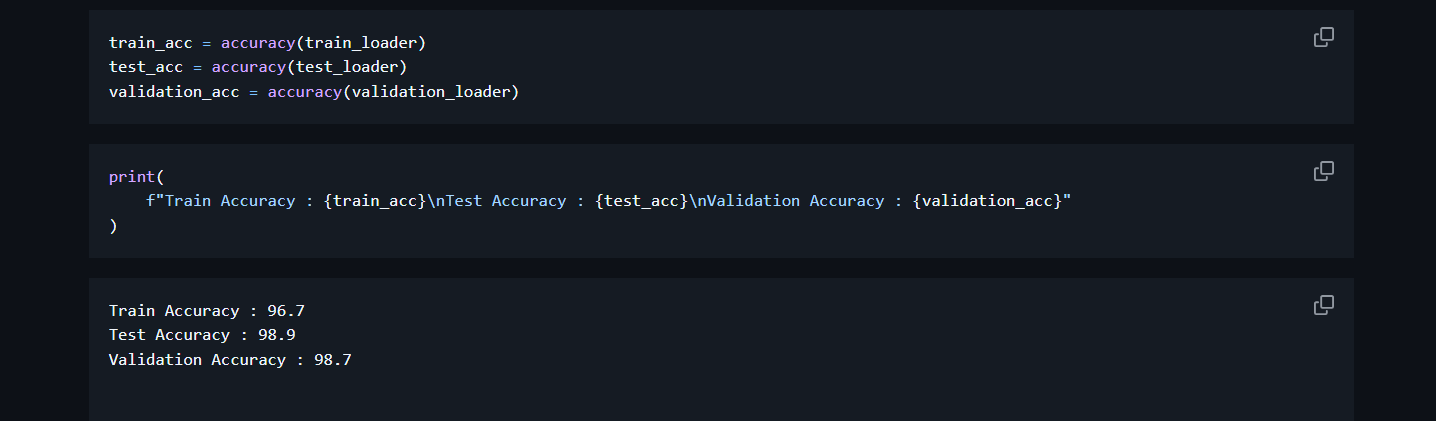 train_acc = accuracy(train_loader)
test_acc = accuracy(test_loader)
validation_acc = accuracy(validation_loader)
print(
    f"Train Accuracy : {train_acc}\nTest Accuracy : {test_acc}\nValidation Accuracy : {validation_acc}"
)
Train Accuracy : 96.7
Test Accuracy : 98.9
Validation Accuracy : 98.7